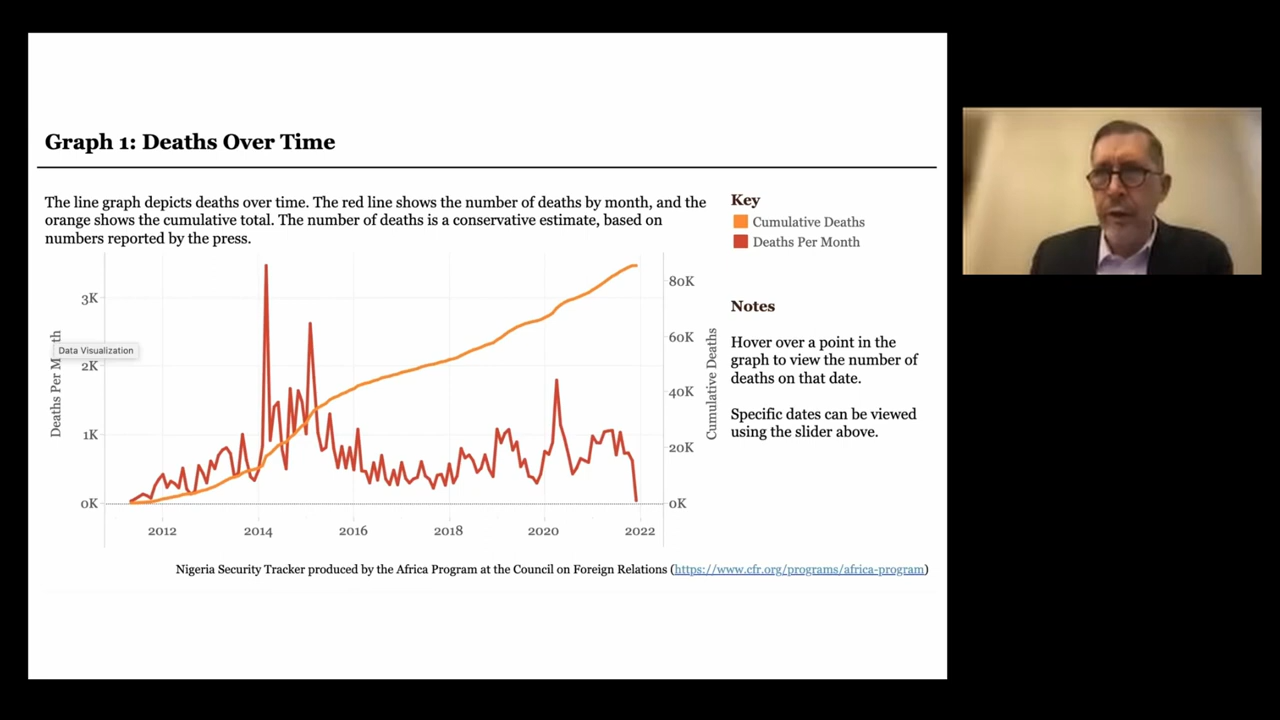 Graph 1: Deaths Over Time
The line graph depicts deaths over time. The red line shows the number of deaths by month, and the
orange shows the cumulative total. The number of deaths is a conservative estimate, based on
numbers reported by the press.
Key
Cumulative Deaths
Deaths Per Month
Notes
Hover over a point in the
graph to view the number of
deaths on that date.
Specific dates can be viewed
using the slider above.
Deaths Per M th
3K
2K
1K
0K
Data Visualization
80K
60K
40K
20K
0K
Cumulative Deaths
2012
2014
2016
2018
2020
2022
Nigeria Security Tracker produced by the Africa Program at the Council on Foreign Relations (https://www.cfr.org/programs/africa-program)